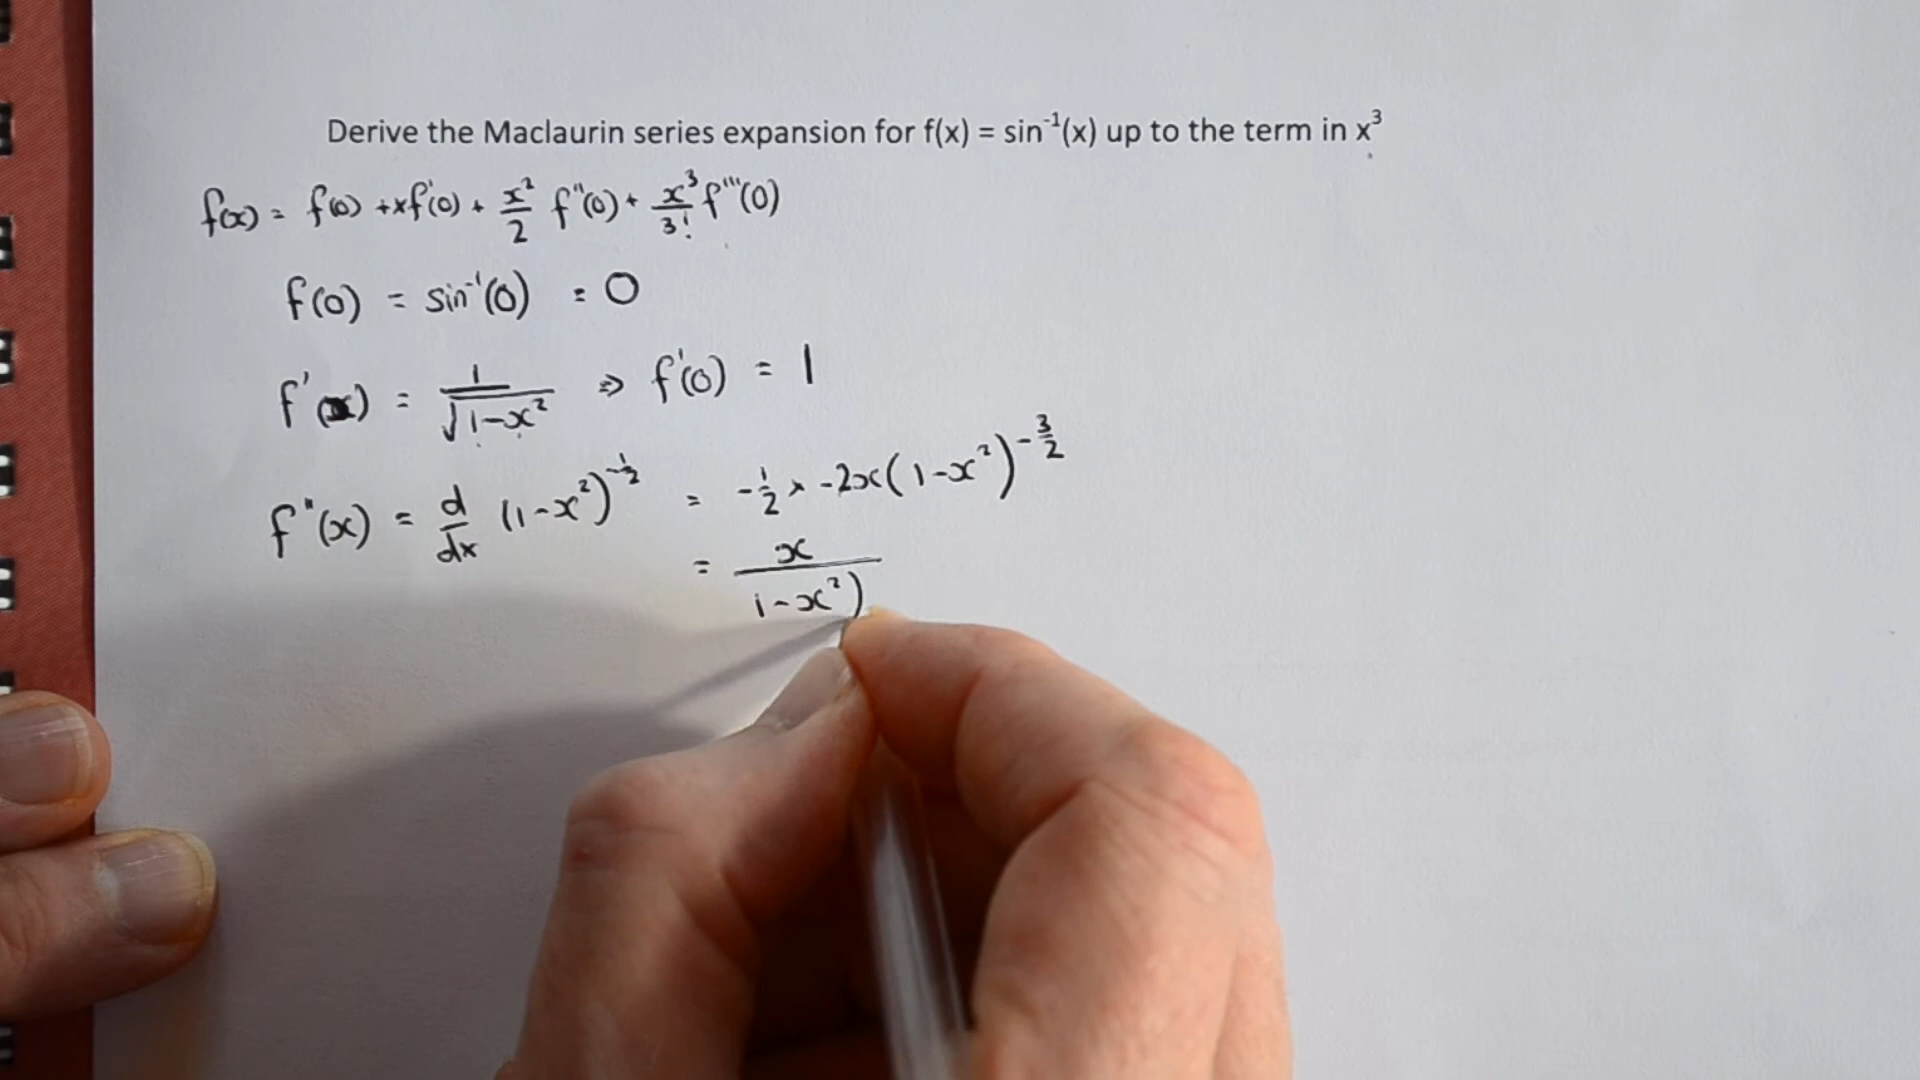 Derive the Maclaurin series expansion for f(x) = sin⁻¹(x) up to the term in x³
f(x) = f(0) + xf'(0) + x²/2 f''(0) + x³/3! f'''(0)
f(0) = sin⁻¹(0) = 0
f'(x) = 1/√(1-x²) ⇒ f'(0) = 1
f''(x) = d/dx (1-x²)^-½ = -½ × -2x(1-x²)^-3/2
= x/1-x²)